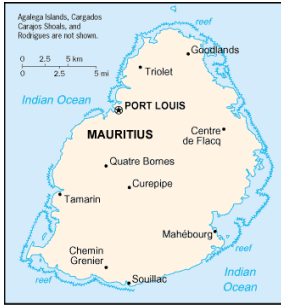 Agalega Islands, Cargados
Carajos Shoals, and
Rodrigues are not shown.
reef
Goodlands
0 2.5 5 km
0 2.5 5 mi
Triolet
Indian Ocean
PORT LOUIS
MAURITIUS
Centre
de Flacq
Quatre Bornes
Curepipe
Tamarin
Mahébourg
reef
Chemin
Grenier
Indian
Ocean
reef
Souillac